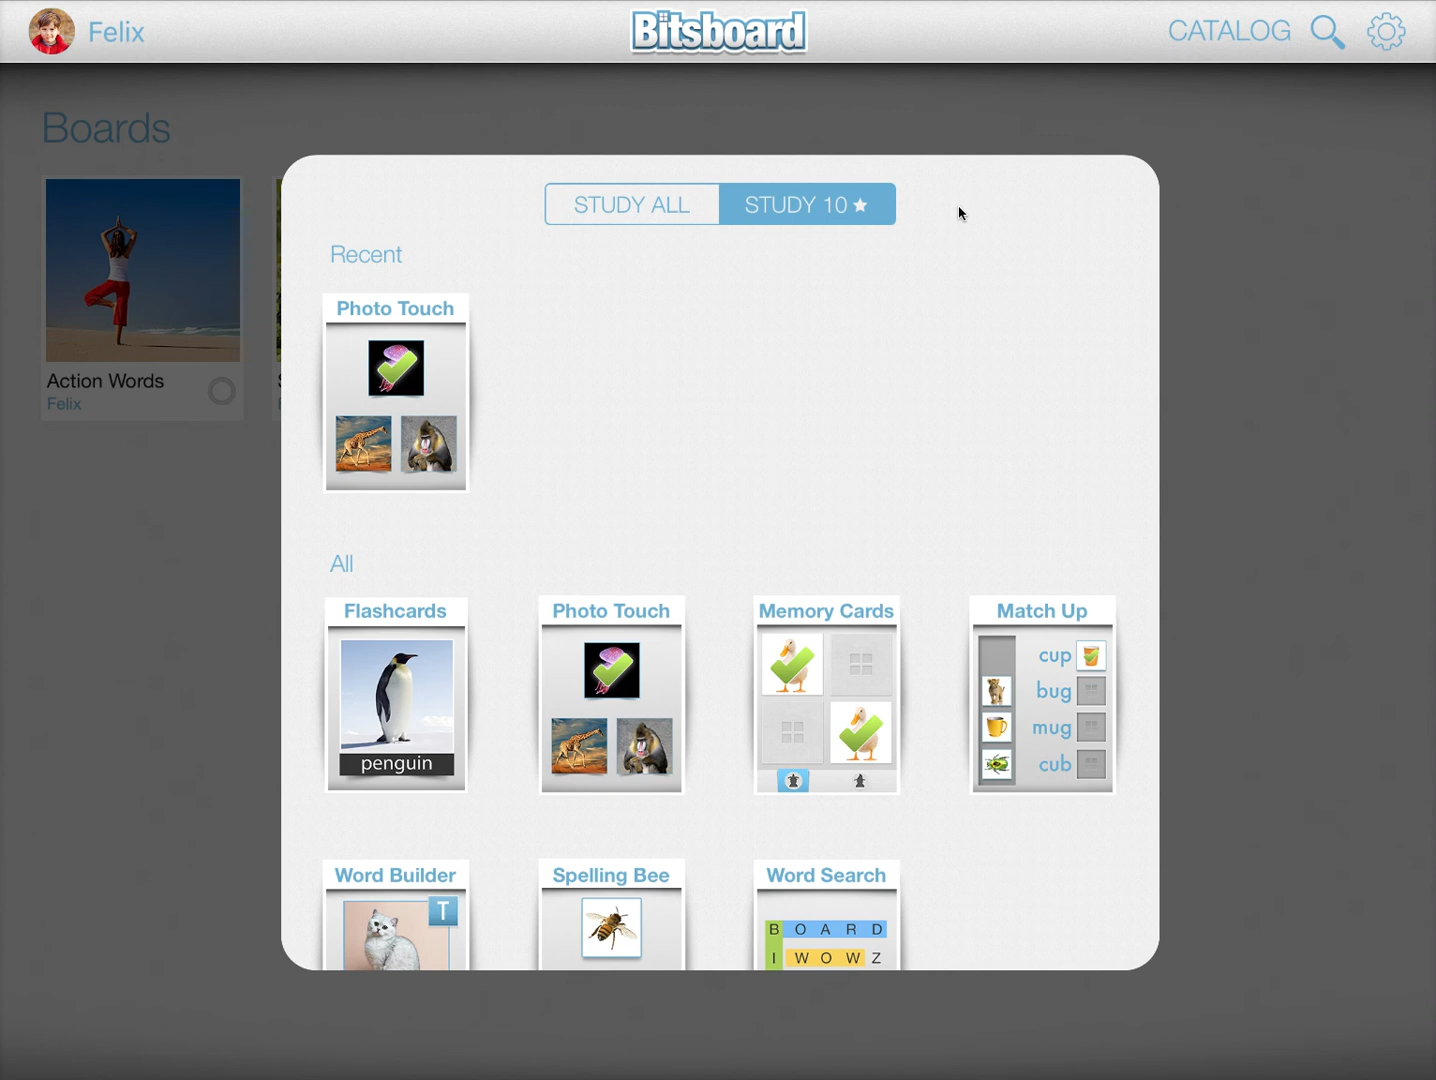 Felix
Bitsboard
CATALOG
Boards
Action Words
Felix
STUDY ALL
STUDY 10 ★
Recent
Photo Touch
All
Flashcards
Photo Touch
Memory Cards
Match Up
penguin
cup
bug
mug
cub
Word Builder
Spelling Bee
Word Search
T
B O A R D
I W O W Z